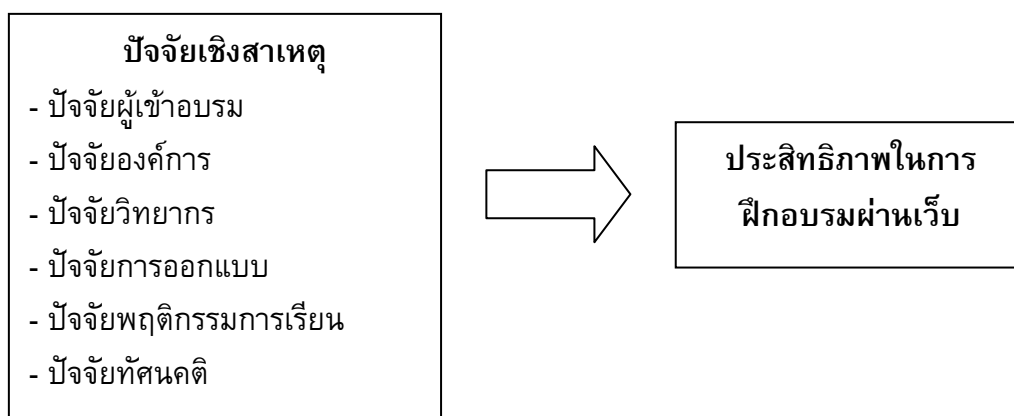 ปัจจัยเชิงสาเหตุ
- ปัจจัยผู้เข้าอบรม
- ปัจจัยองค์การ
- ปัจจัยวิทยากร
- ปัจจัยการออกแบบ
- ปัจจัยพฤติกรรมการเรียน
- ปัจจัยทัศนคติ
ประสิทธิภาพในการ
ฝึกอบรมผ่านเว็บ